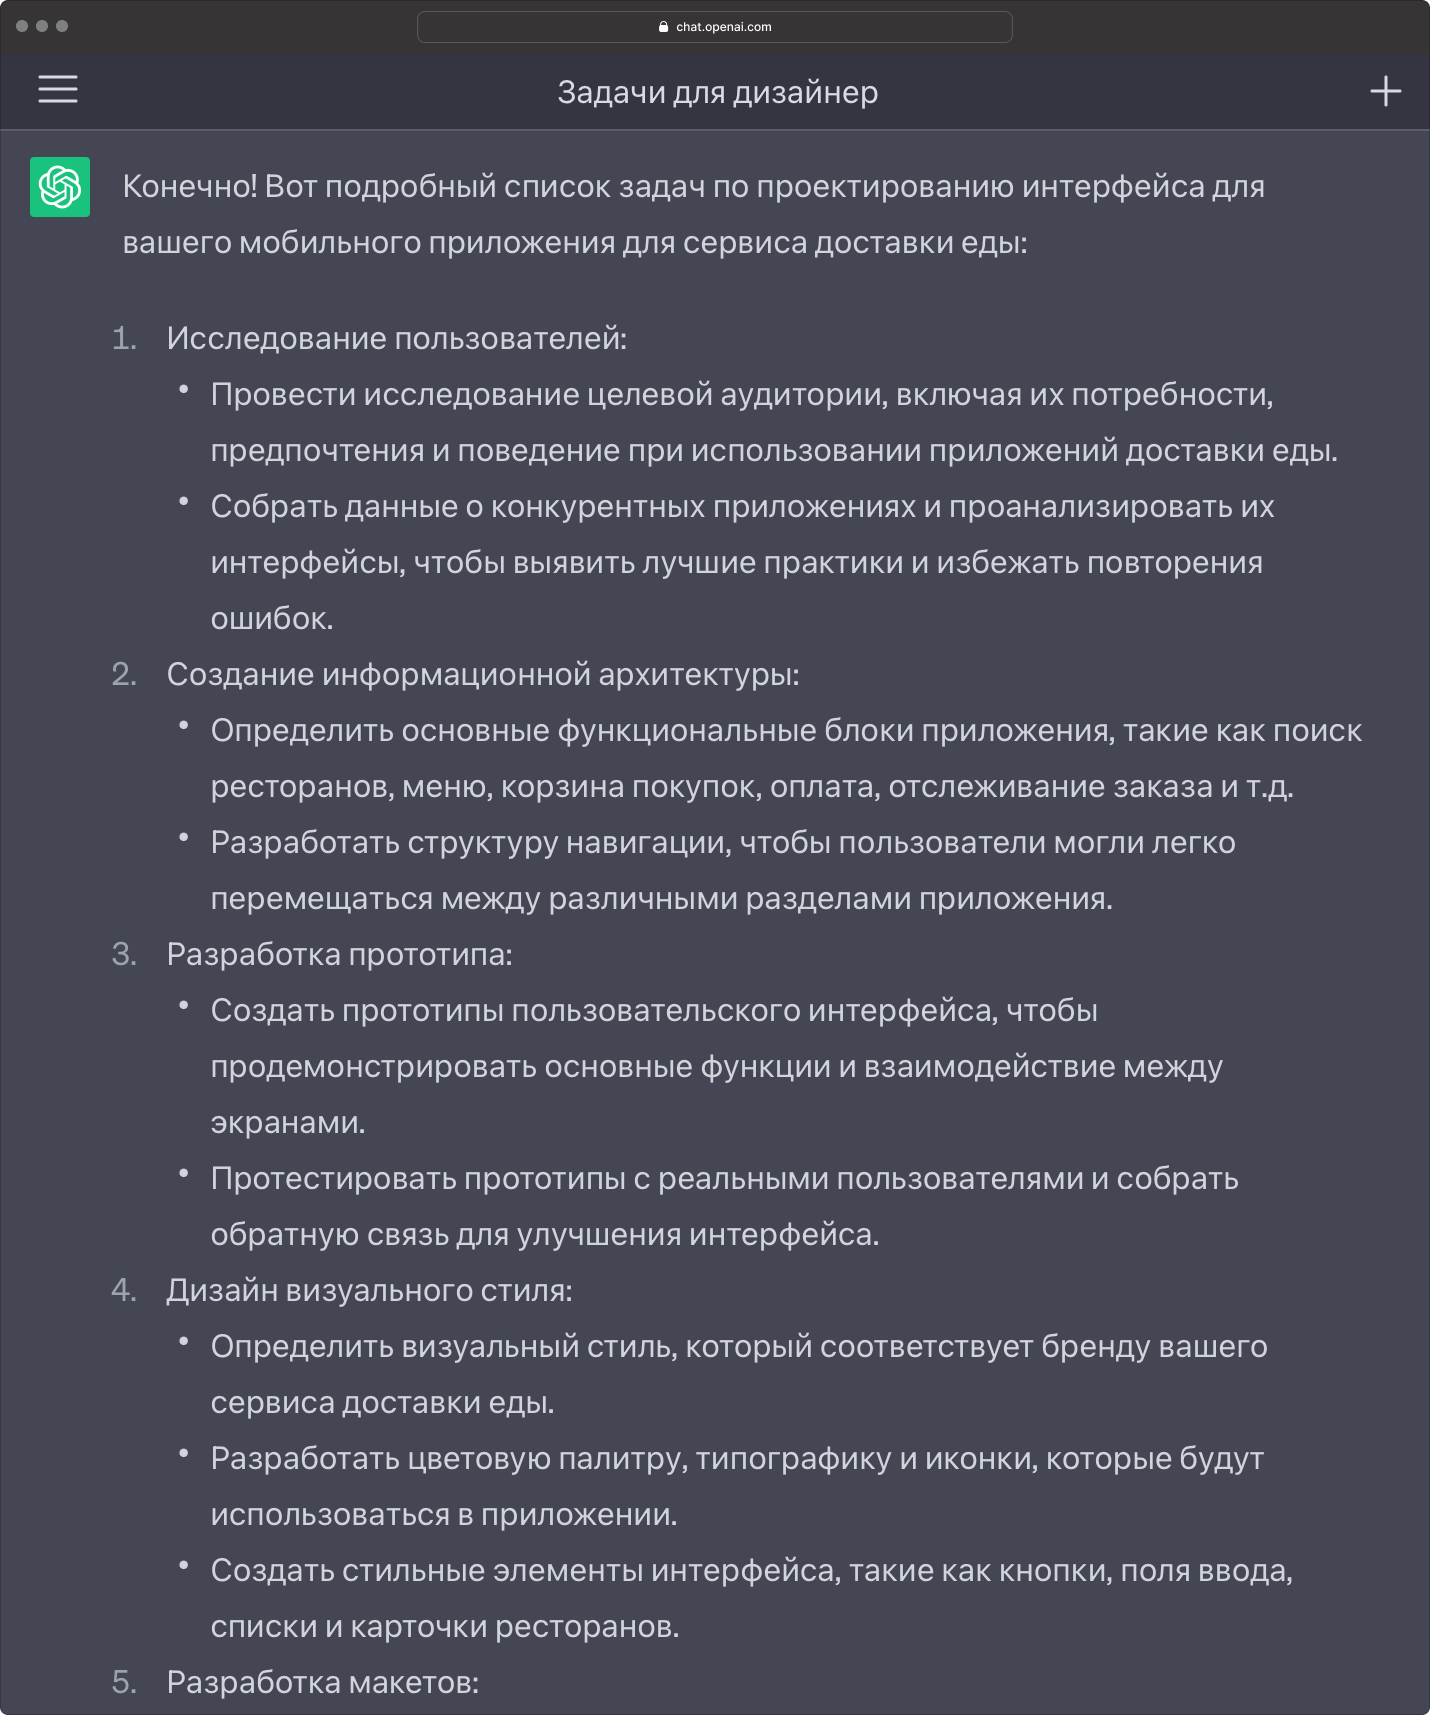 chat.openai.com
Задачи для дизайнер
Конечно! Вот подробный список задач по проектированию интерфейса для
вашего мобильного приложения для сервиса доставки еды:
1. Исследование пользователей:
• Провести исследование целевой аудитории, включая их потребности,
предпочтения и поведение при использовании приложений доставки еды.
• Собрать данные о конкурентных приложениях и проанализировать их
интерфейсы, чтобы выявить лучшие практики и избежать повторения
ошибок.
2. Создание информационной архитектуры:
• Определить основные функциональные блоки приложения, такие как поиск
ресторанов, меню, корзина покупок, оплата, отслеживание заказа и т.д.
• Разработать структуру навигации, чтобы пользователи могли легко
перемещаться между различными разделами приложения.
3. Разработка прототипа:
• Создать прототипы пользовательского интерфейса, чтобы
продемонстрировать основные функции и взаимодействие между
экранами.
• Протестировать прототипы с реальными пользователями и собрать
обратную связь для улучшения интерфейса.
4. Дизайн визуального стиля:
• Определить визуальный стиль, который соответствует бренду вашего
сервиса доставки еды.
• Разработать цветовую палитру, типографику и иконки, которые будут
использоваться в приложении.
• Создать стильные элементы интерфейса, такие как кнопки, поля ввода,
списки и карточки ресторанов.
5. Разработка макетов: